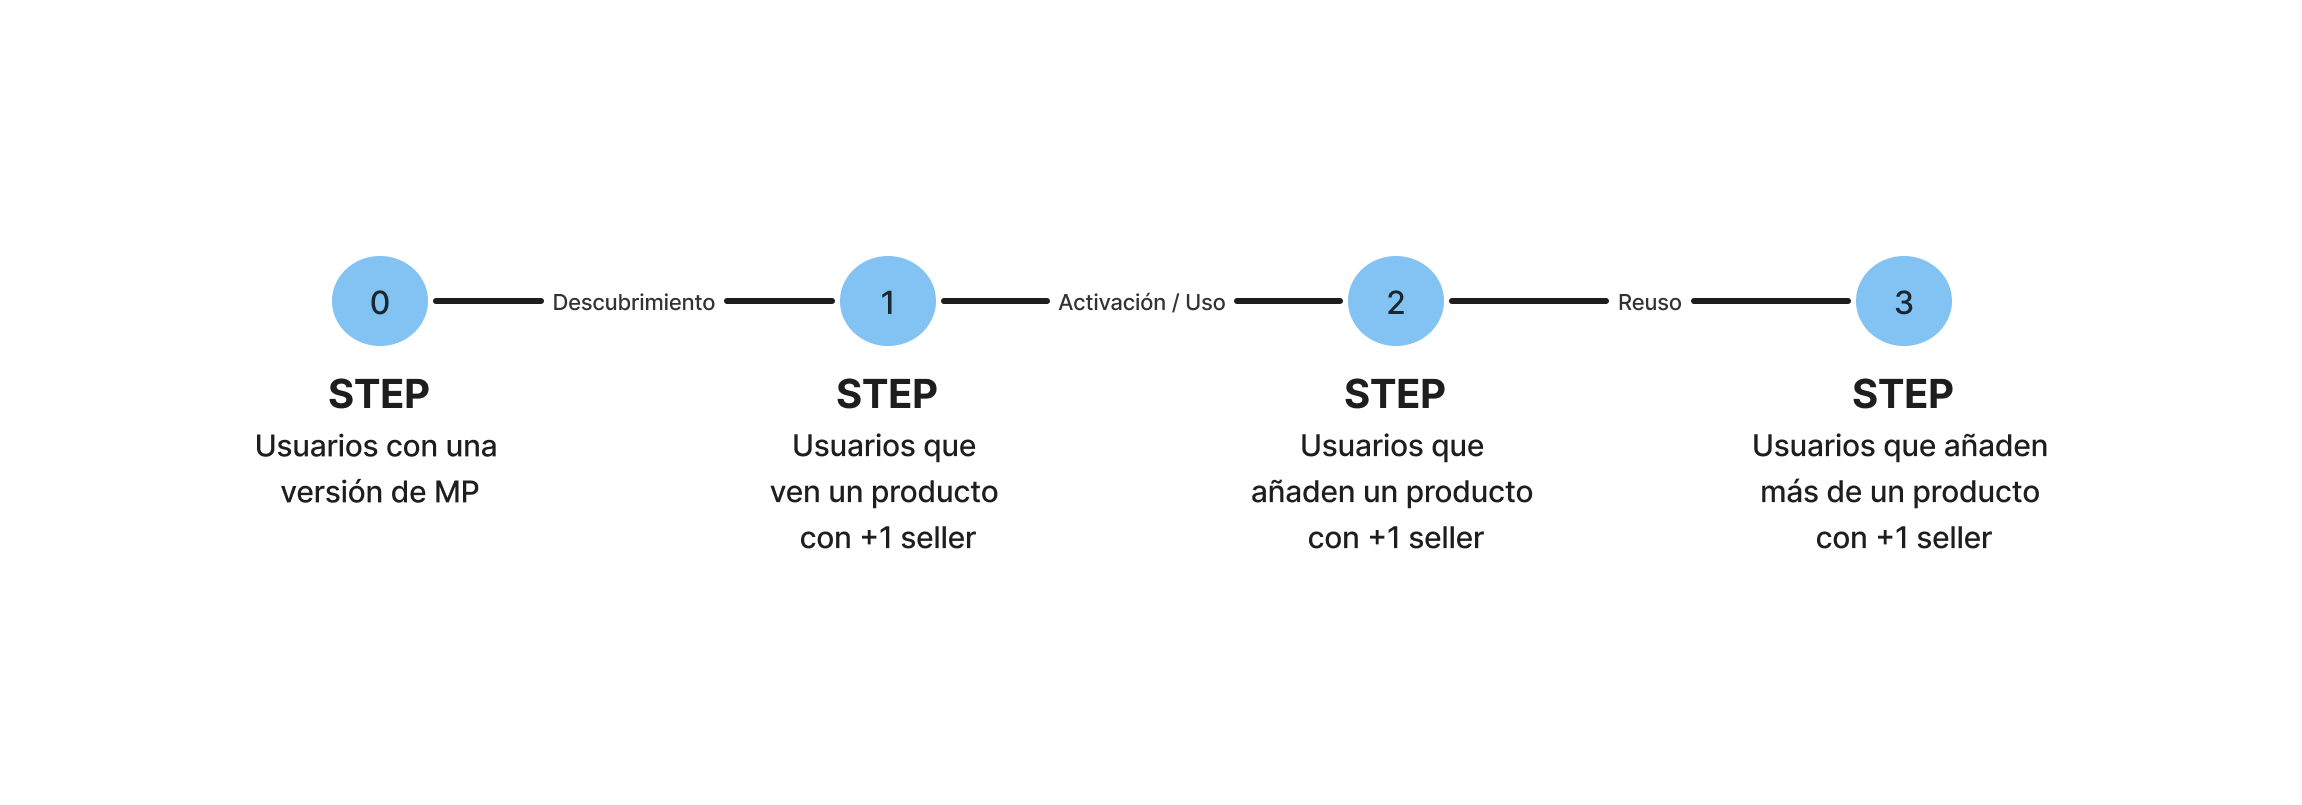 0
Descubrimiento
1
Activación / Uso
2
Reuso
3
STEP
Usuarios con una
versión de MP
STEP
Usuarios que
ven un producto
con +1 seller
STEP
Usuarios que
añaden un producto
con +1 seller
STEP
Usuarios que añaden
más de un producto
con +1 seller